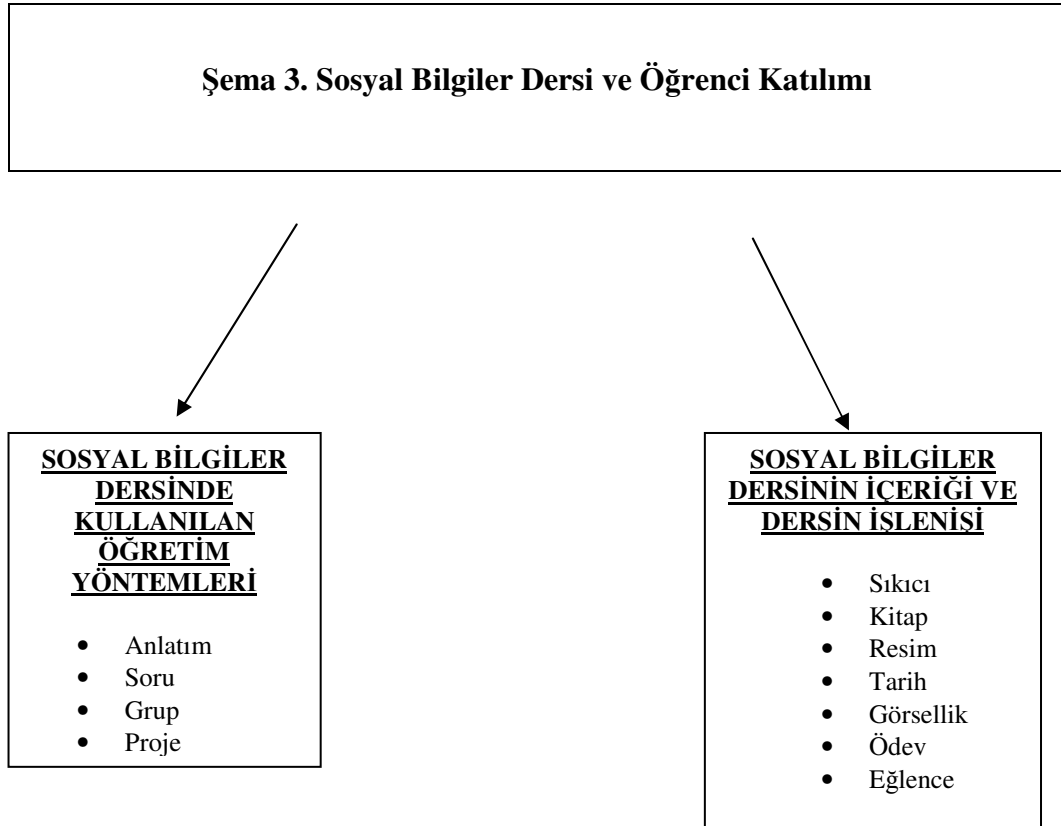 Şema 3. Sosyal Bilgiler Dersi ve Öğrenci Katılımı
SOSYAL BİLGİLER
DERSİNDE
KULLANILAN
ÖĞRETİM
YÖNTEMLERİ
• Anlatım
• Soru
• Grup
• Proje
SOSYAL BİLGİLER
DERSİNİN İÇERİĞİ VE
DERSİN İŞLENİŞİ
• Sıkıcı
• Kitap
• Resim
• Tarih
• Görsellik
• Ödev
• Eğlence